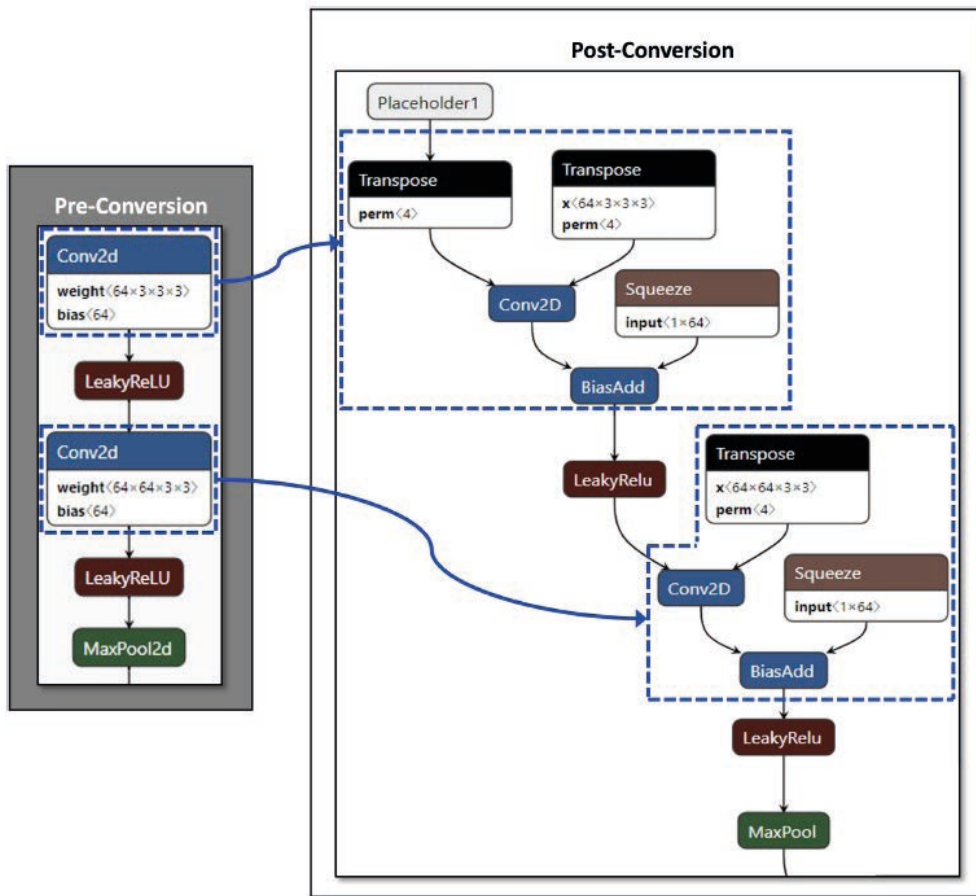 Pre-Conversion
Conv2d
weight⟨64×3×3×3⟩
bias⟨64⟩
LeakyReLU
Conv2d
weight⟨64×64×3×3⟩
bias⟨64⟩
LeakyReLU
MaxPool2d
Post-Conversion
Placeholder1
Transpose
perm⟨4⟩
Transpose
x⟨64×3×3×3⟩
perm⟨4⟩
Conv2D
Squeeze
input⟨1×64⟩
BiasAdd
LeakyRelu
Transpose
x⟨64×64×3×3⟩
perm⟨4⟩
Conv2D
Squeeze
input⟨1×64⟩
BiasAdd
LeakyRelu
MaxPool